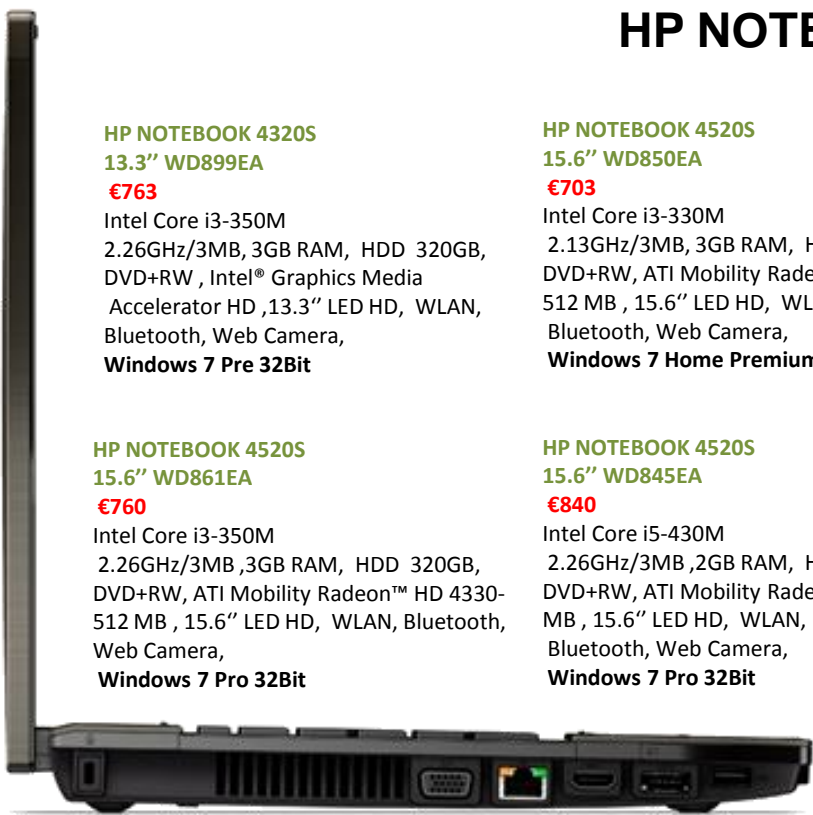 HP NOTE
HP NOTEBOOK 4320S
13.3’’ WD899EA
€763
Intel Core i3-350M
2.26GHz/3MB, 3GB RAM, HDD 320GB,
DVD+RW , Intel® Graphics Media
Accelerator HD ,13.3‘’ LED HD, WLAN,
Bluetooth, Web Camera,
Windows 7 Pre 32Bit
HP NOTEBOOK 4520S
15.6’’ WD850EA
€703
Intel Core i3-330M
2.13GHz/3MB, 3GB RAM, H
DVD+RW, ATI Mobility Rade
512 MB , 15.6‘’ LED HD, WL
Bluetooth, Web Camera,
Windows 7 Home Premium
HP NOTEBOOK 4520S
15.6’’ WD861EA
€760
Intel Core i3-350M
2.26GHz/3MB ,3GB RAM, HDD 320GB,
DVD+RW, ATI Mobility Radeon™ HD 4330-
512 MB , 15.6‘’ LED HD, WLAN, Bluetooth,
Web Camera,
Windows 7 Pro 32Bit
HP NOTEBOOK 4520S
15.6’’ WD845EA
€840
Intel Core i5-430M
2.26GHz/3MB ,2GB RAM, H
DVD+RW, ATI Mobility Rade
MB , 15.6‘’ LED HD, WLAN,
Bluetooth, Web Camera,
Windows 7 Pro 32Bit